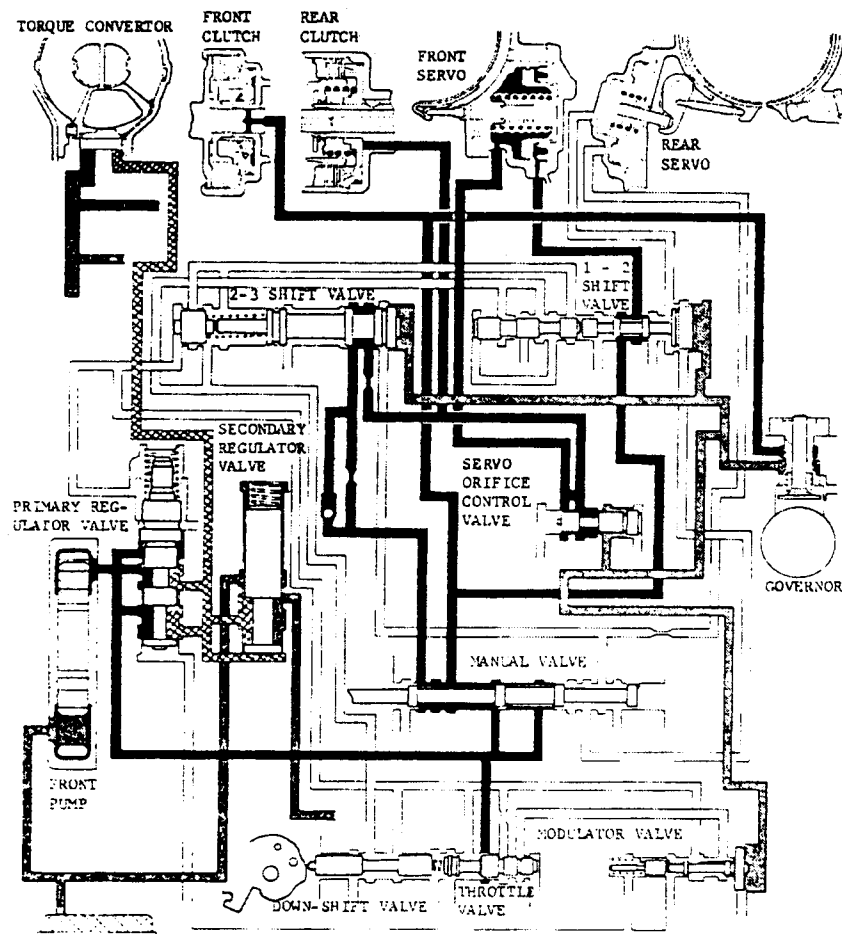 TORQUE CONVERTOR
FRONT
CLUTCH
REAR
CLUTCH
FRONT
SERVO
REAR
SERVO
2-3 SHIFT VALVE
1 - 2
SHIFT
VALVE
SECONDARY
REGULATOR
VALVE
SERVO
ORIFICE
CONTROL
VALVE
PRIMARY REG-
ULATOR VALVE
GOVERNOR
MANUAL VALVE
FRONT
PUMP
MODULATOR VALVE
DOWN-SHIFT VALVE
THROTTLE
VALVE